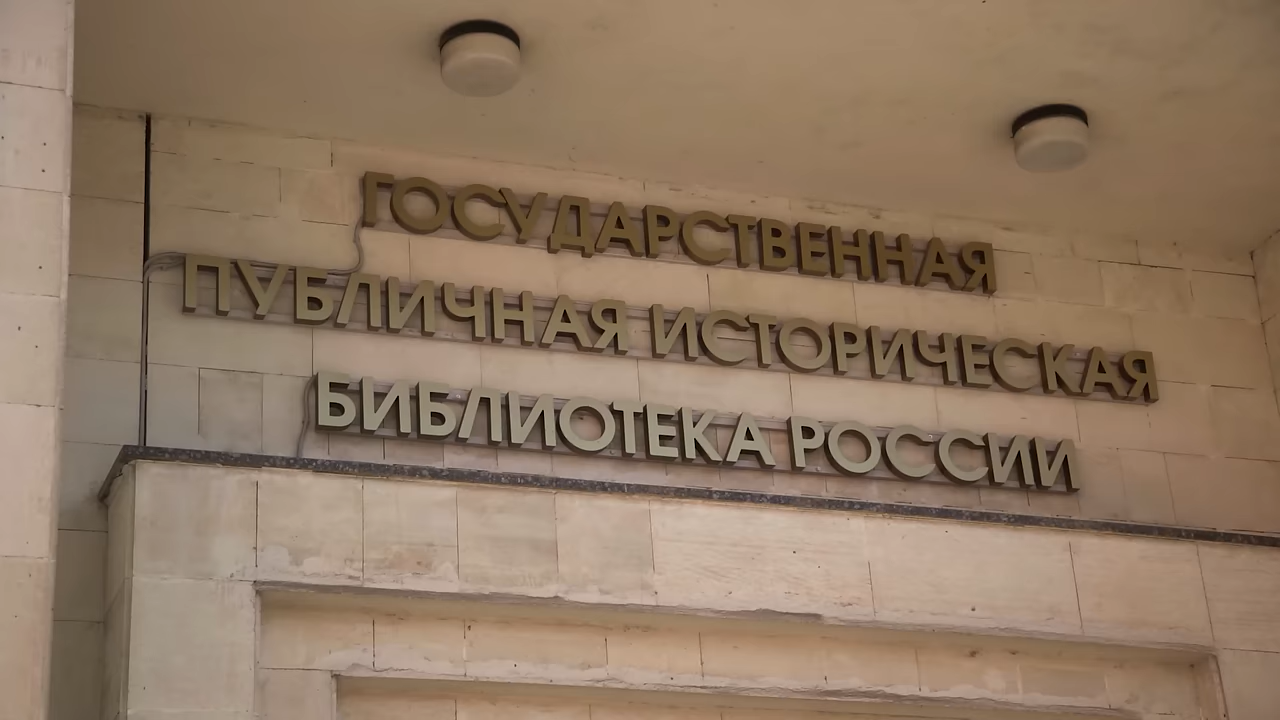 ГОСУДАРСТВЕННАЯ
ПУБЛИЧНАЯ ИСТОРИЧЕСКАЯ
БИБЛИОТЕКА РОССИИ